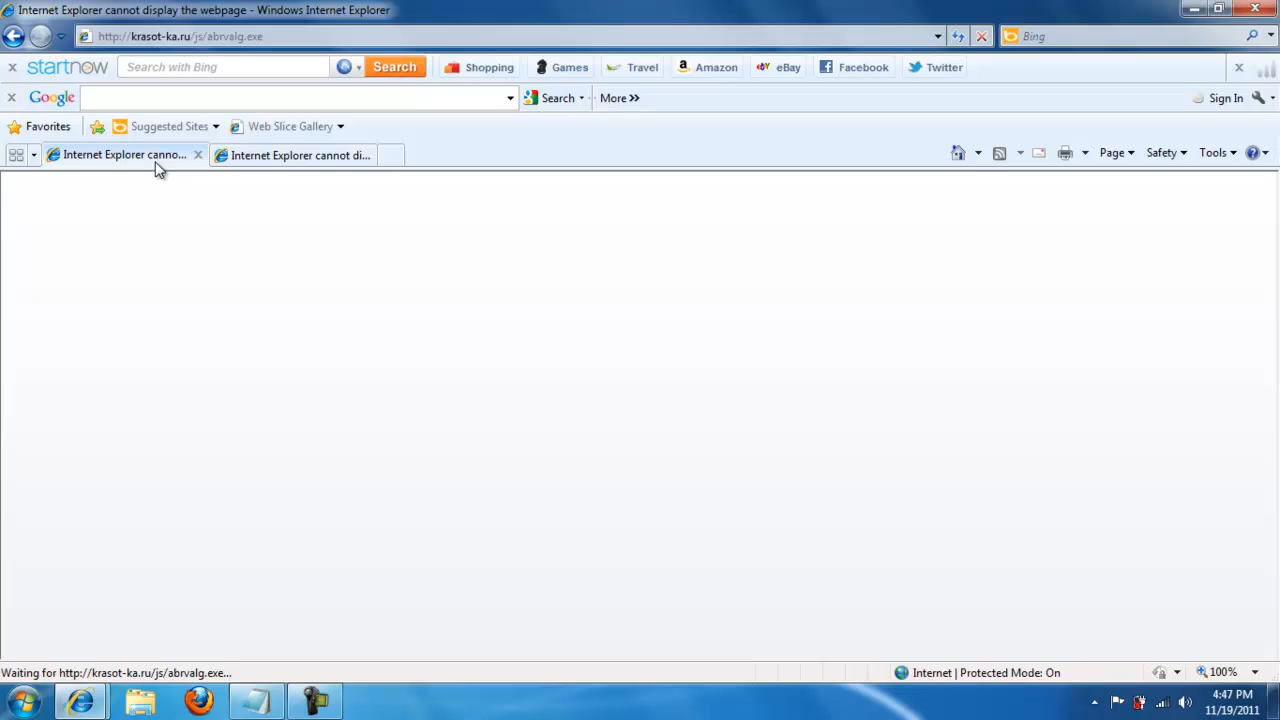 Internet Explorer cannot display the webpage - Windows Internet Explorer
http://krasot-ka.ru/js/abrvalg.exe
Bing
startnow Search with Bing Search Shopping Games Travel Amazon eBay Facebook Twitter
Google Search More >> Sign In
Favorites Suggested Sites Web Slice Gallery
Internet Explorer canno... Internet Explorer cannot di... Page Safety Tools
Waiting for http://krasot-ka.ru/js/abrvalg.exe... Internet | Protected Mode: On 100%
4:47 PM
11/19/2011